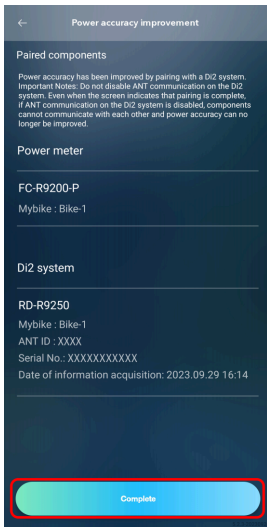 ← Power accuracy improvement
Paired components
Power accuracy has been improved by pairing with a Di2 system.
Important Notes: Do not disable ANT communication on the Di2
system. Even when the screen indicates that pairing is complete,
if ANT communication on the Di2 system is disabled, components
cannot communicate with each other and power accuracy can no
longer be improved.
Power meter
FC-R9200-P
Mybike : Bike-1
Di2 system
RD-R9250
Mybike : Bike-1
ANT ID : XXXX
Serial No.: XXXXXXXXXXX
Date of information acquisition: 2023.09.29 16:14
Complete